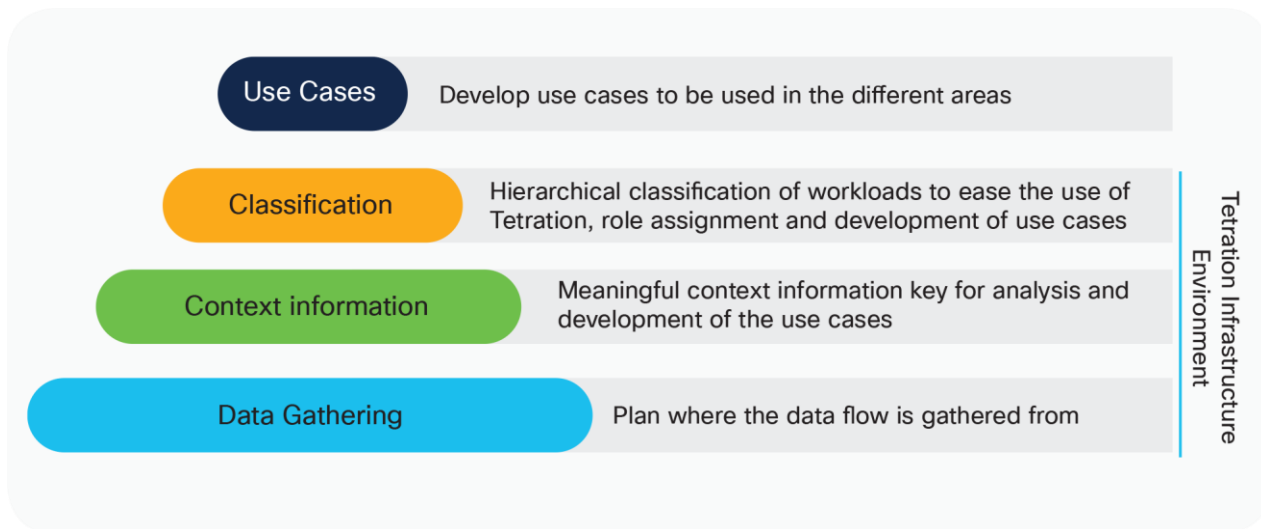 Use Cases
Develop use cases to be used in the different areas
Classification
Hierarchical classification of workloads to ease the use of
Tetration, role assignment and development of use cases
Context information
Meaningful context information key for analysis and
development of the use cases
Data Gathering
Plan where the data flow is gathered from
Tetration Infrastructure
Environment